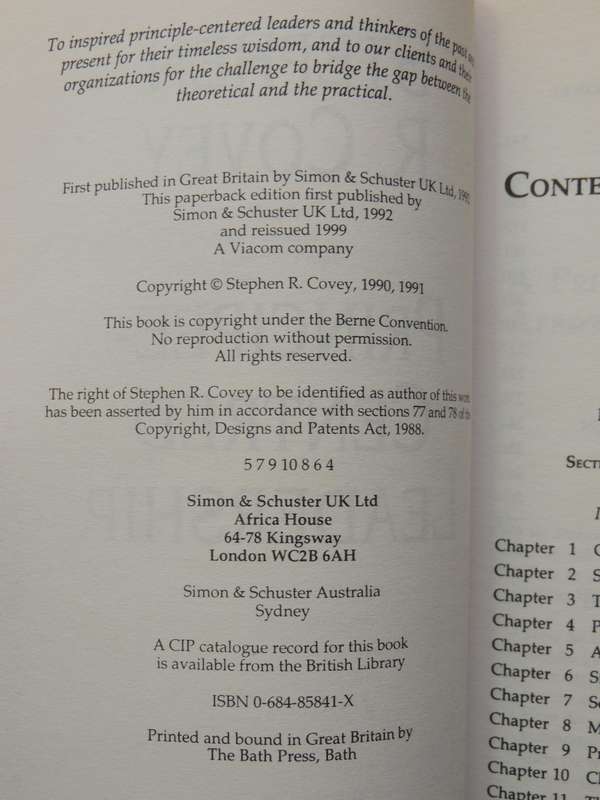 To inspired principle-centered leaders and thinkers of the past
present for their timeless wisdom, and to our clients and their
organizations for the challenge to bridge the gap between the
theoretical and the practical.
First published in Great Britain by Simon & Schuster UK Ltd,
This paperback edition first published by
Simon & Schuster UK Ltd, 1992
and reissued 1999
A Viacom company
Copyright © Stephen R. Covey, 1990, 1991
This book is copyright under the Berne Convention.
No reproduction without permission.
All rights reserved.
The right of Stephen R. Covey to be identified as author of this work
has been asserted by him in accordance with sections 77 and 78 of the
Copyright, Designs and Patents Act, 1988.
5 7 9 10 8 6 4
Simon & Schuster UK Ltd
Africa House
64-78 Kingsway
London WC2B 6AH
Simon & Schuster Australia
Sydney
A CIP catalogue record for this book
is available from the British Library
ISBN 0-684-85841-X
Printed and bound in Great Britain by
The Bath Press, Bath
CONTE
SECTI
Chapter 1
Chapter 2 S
Chapter 3 T
Chapter 4 P
Chapter 5 A
Chapter 6 S
Chapter 7 Se
Chapter 8 M
Chapter 9 Pr
Chapter 10 Cl
Chapter 11 Th